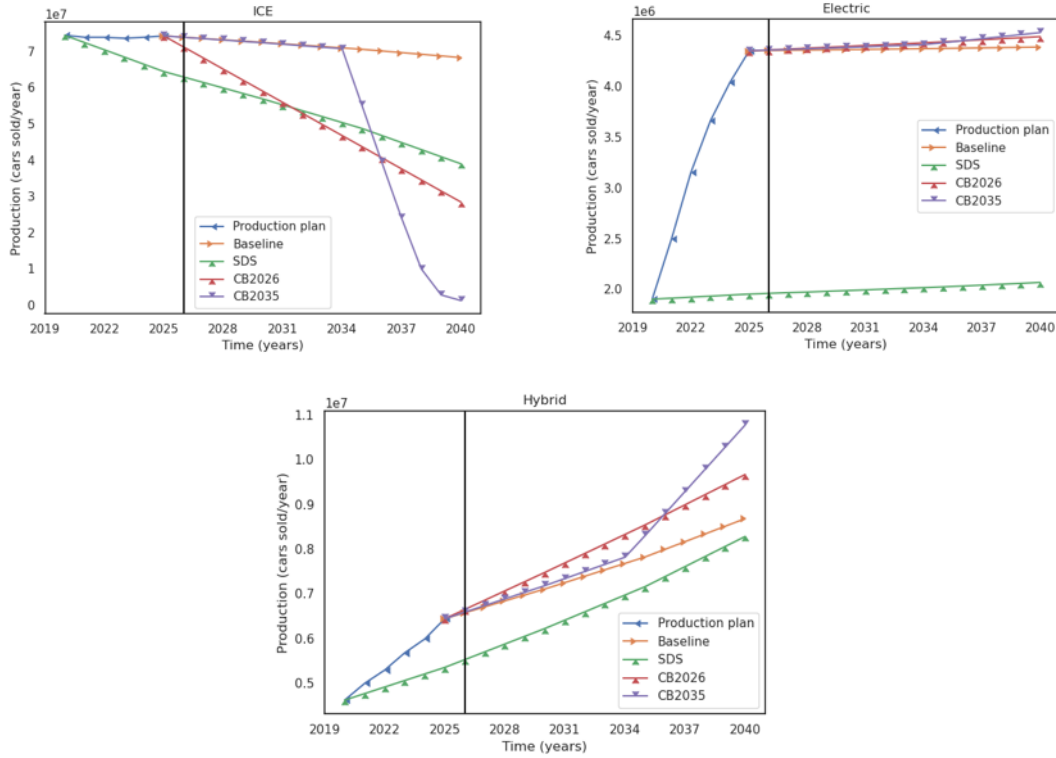 ICE
1e7
7
6
5
4
3
2
1
0
Production (cars sold/year)
Production plan
Baseline
SDS
CB2026
CB2035
2019 2022 2025 2028 2031 2034 2037 2040
Time (years)
Electric
1e6
4.5
4.0
3.5
3.0
2.5
2.0
Production (cars sold/year)
Production plan
Baseline
SDS
CB2026
CB2035
2019 2022 2025 2028 2031 2034 2037 2040
Time (years)
Hybrid
1e7
1.1
1.0
0.9
0.8
0.7
0.6
0.5
Production (cars sold/year)
Production plan
Baseline
SDS
CB2026
CB2035
2019 2022 2025 2028 2031 2034 2037 2040
Time (years)